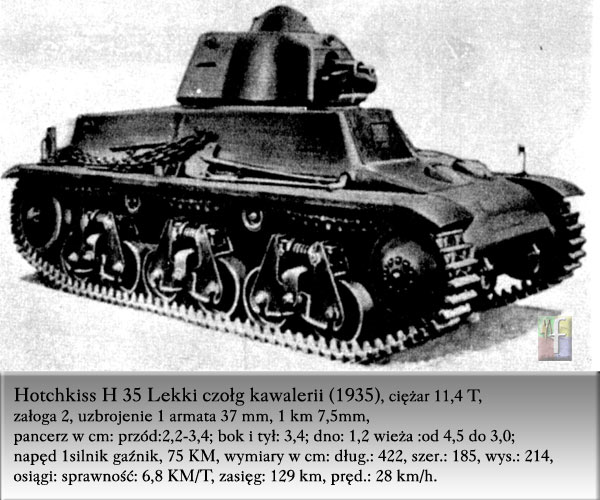 Hotchkiss H 35 Lekki czołg kawalerii (1935), ciężar 11,4 T,
załoga 2, uzbrojenie 1 armata 37 mm, 1 km 7,5mm,
pancerz w cm: przód:2,2-3,4; bok i tył: 3,4; dno: 1,2 wieża :od 4,5 do 3,0;
napęd 1silnik gaźnik, 75 KM, wymiary w cm: dług.: 422, szer.: 185, wys.: 214,
osiągi: sprawność: 6,8 KM/T, zasięg: 129 km, pręd.: 28 km/h.